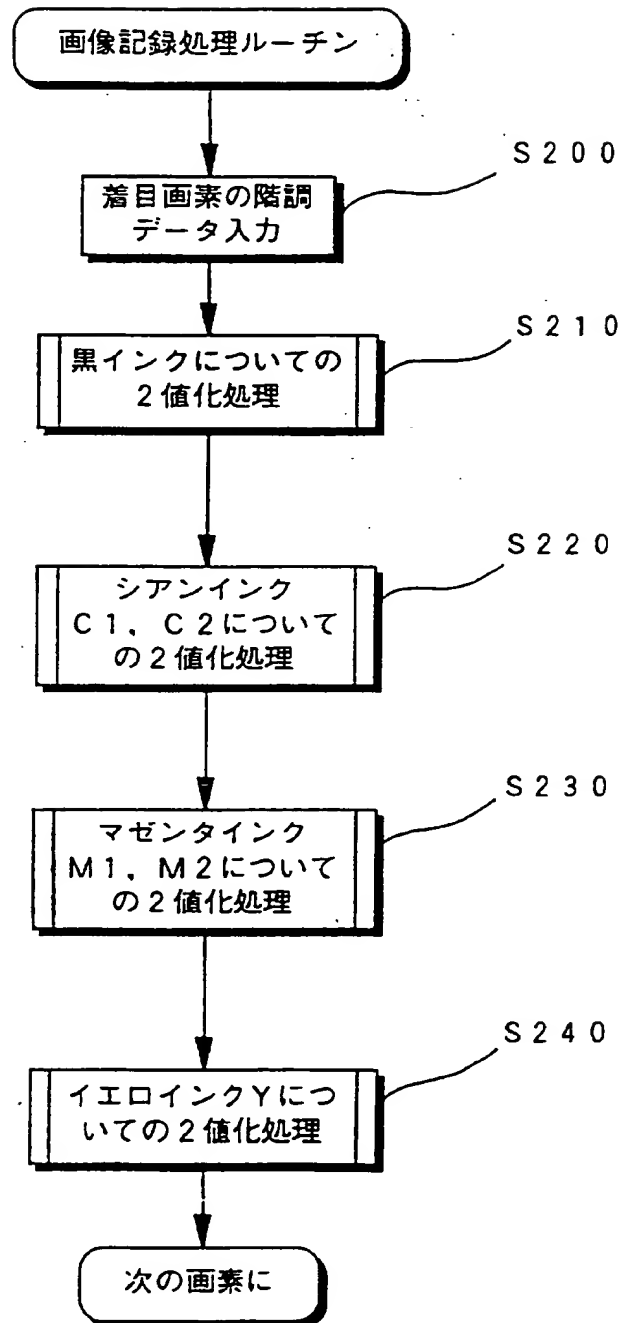 画像記録処理ルーチン
S200
着目画素の階調
データ入力
S210
黒インクについての
2値化処理
S220
シアンインク
C1，C2について
の2値化処理
S230
マゼンタインク
M1，M2について
の2値化処理
S240
イエロインクYにつ
いての2値化処理
次の画素に